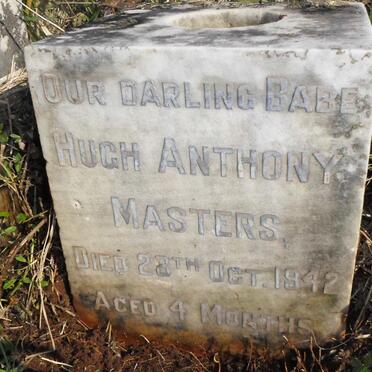 Our Darling Babe
Hugh Anthony
Masters,
Died 28th Oct. 1942
Aged 4 Months